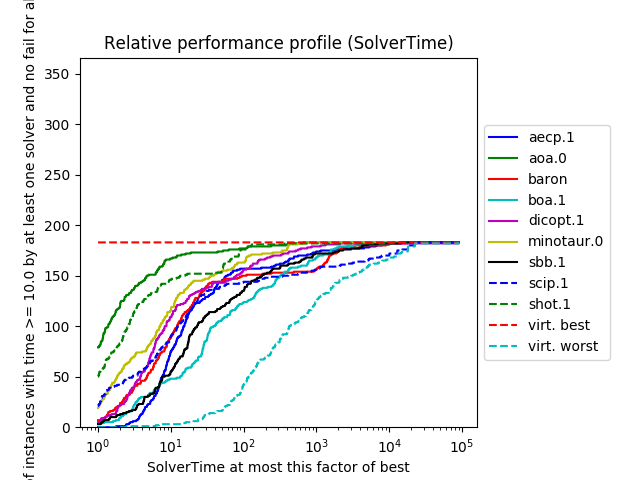 Relative performance profile (SolverTime)
of instances with time >= 10.0 by at least one solver and no fail for
350
300
250
200
150
100
50
0
10^0
10^1
10^2
10^3
10^4
10^5
SolverTime at most this factor of best
aecp.1
aoa.0
baron
boa.1
dicopt.1
minotaur.0
sbb.1
scip.1
shot.1
virt. best
virt. worst